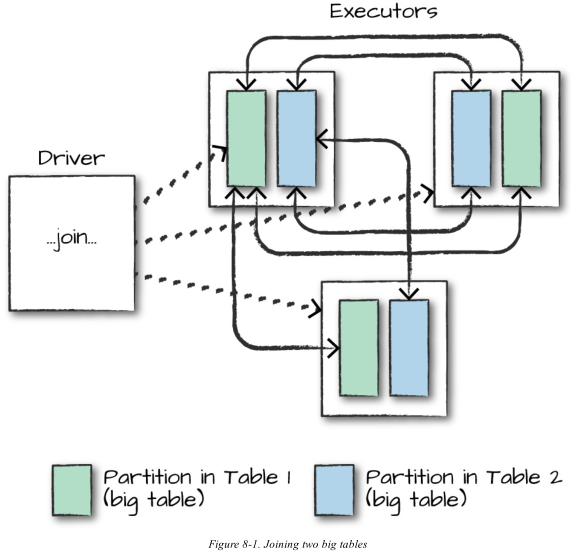 Executors
Driver
...join...
Partition in Table 1
(big table)
Partition in Table 2
(big table)
Figure 8-1. Joining two big tables